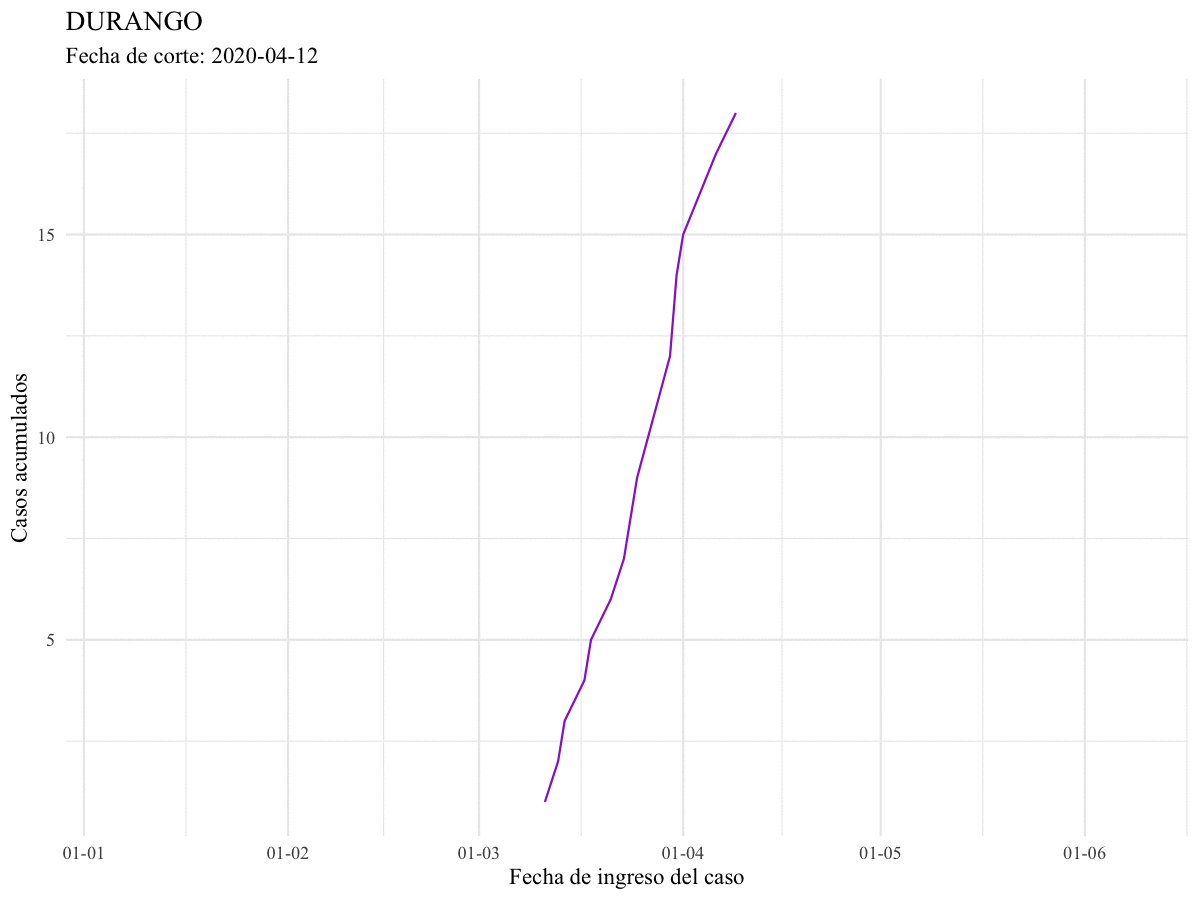 DURANGO
Fecha de corte: 2020-04-12
Casos acumulados
15
10
5
01-01 01-02 01-03 01-04 01-05 01-06
Fecha de ingreso del caso